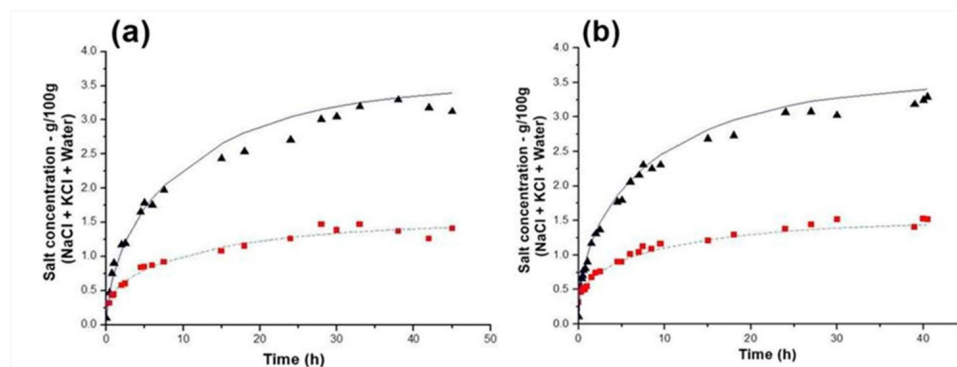 (a)
Salt concentration - g/100g
(NaCl + KCl + Water)
4.0
3.5
3.0
2.5
2.0
1.5
1.0
0.5
0.0
0 10 20 30 40 50
Time (h)
(b)
Salt concentration - g/100g
(NaCl + KCl + Water)
4.0
3.5
3.0
2.5
2.0
1.5
1.0
0.5
0.0
0 10 20 30 40
Time (h)